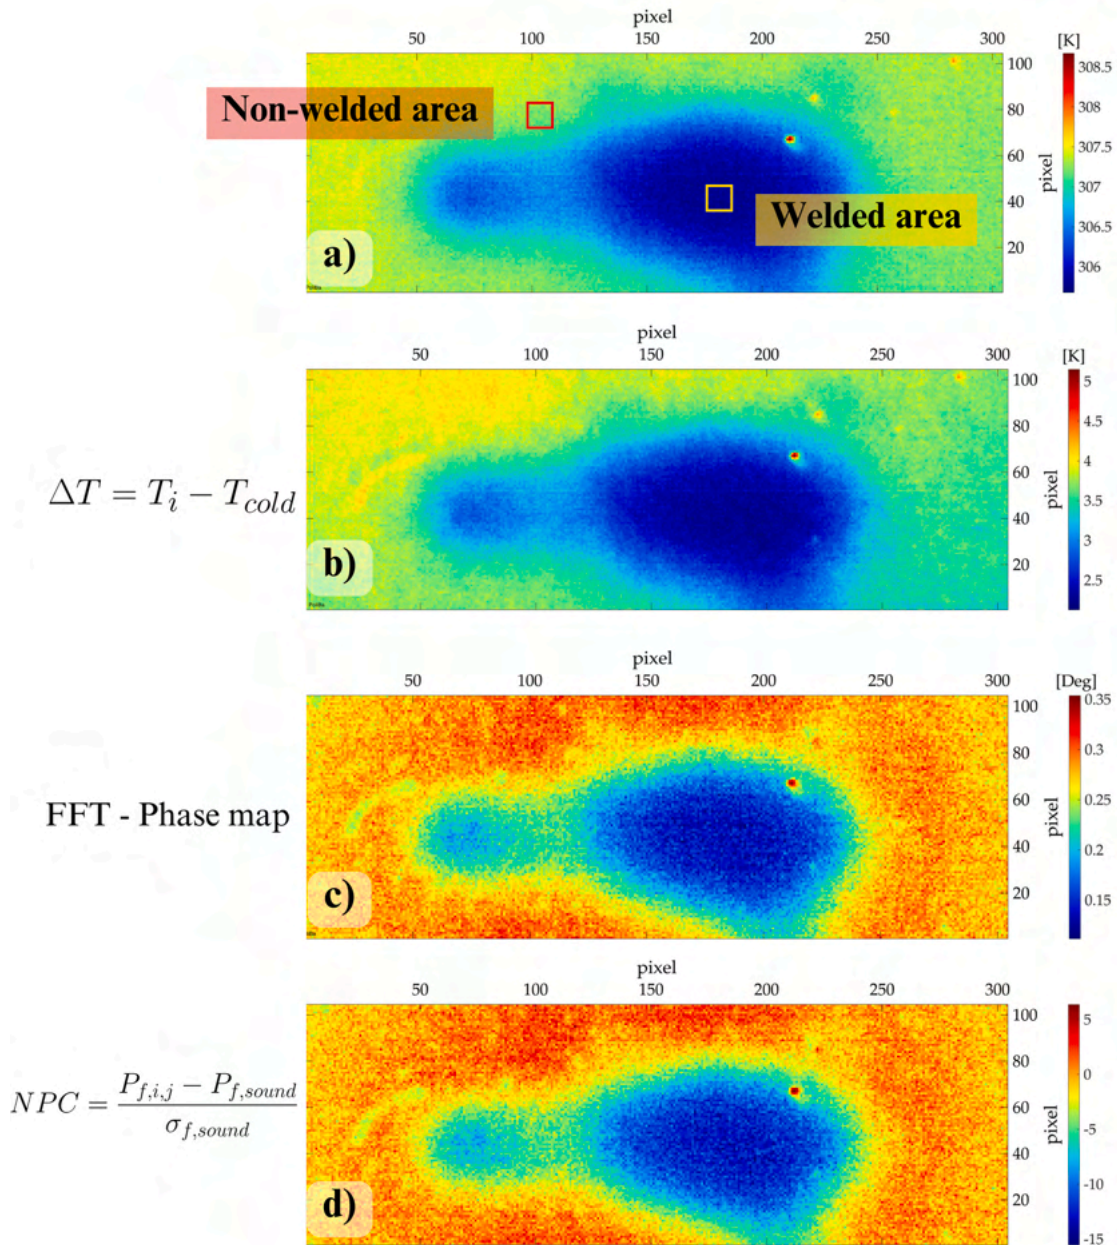 pixel
50 100 150 200 250 300
[K]
Non-welded area
Welded area
a)
100
80
60
40
20
pixel
308.5
308
307.5
307
306.5
306
pixel
50 100 150 200 250 300
[K]
ΔT = T_i − T_cold
b)
100
80
60
40
20
pixel
5
4.5
4
3.5
3
2.5
pixel
50 100 150 200 250 300
[Deg]
FFT - Phase map
c)
100
80
60
40
20
pixel
0.35
0.3
0.25
0.2
0.15
pixel
50 100 150 200 250 300
NPC = \frac{P_{f,i,j} − P_{f,sound}}{σ_{f,sound}}
d)
100
80
60
40
20
pixel
5
0
-5
-10
-15